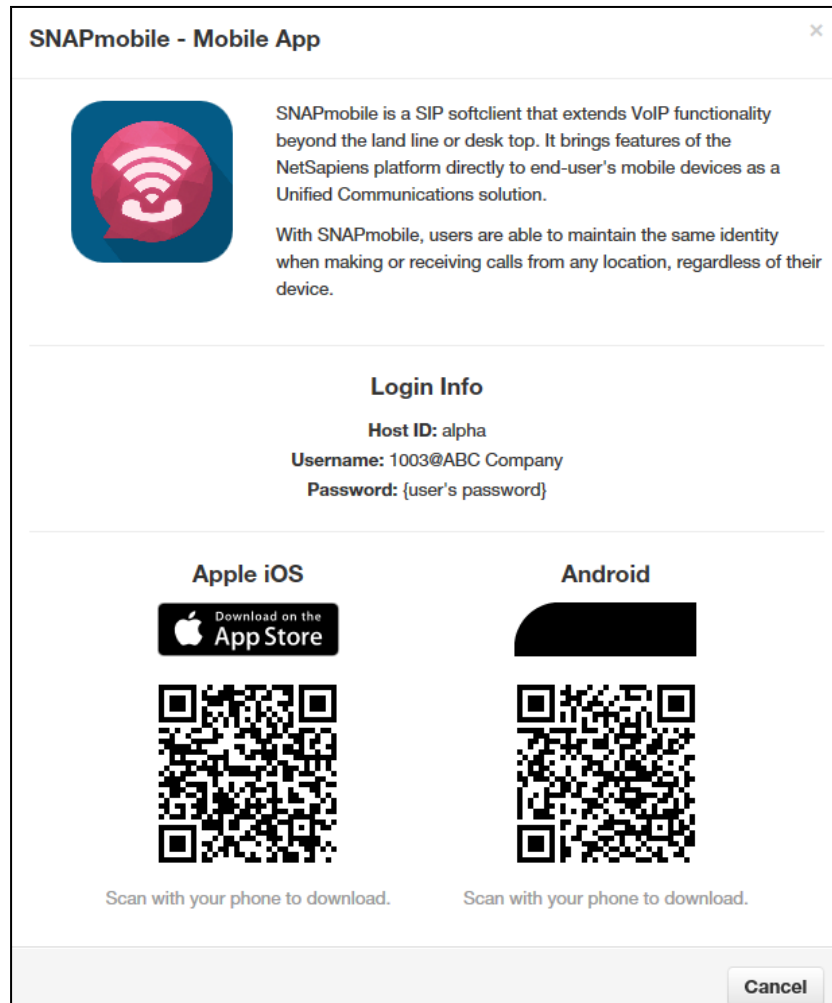 SNAPmobile - Mobile App
×
SNAPmobile is a SIP softclient that extends VoIP functionality
beyond the land line or desk top. It brings features of the
NetSapiens platform directly to end-user's mobile devices as a
Unified Communications solution.
With SNAPmobile, users are able to maintain the same identity
when making or receiving calls from any location, regardless of their
device.
Login Info
Host ID: alpha
Username: 1003@ABC Company
Password: {user's password}
Apple iOS
Android
Download on the
App Store
Scan with your phone to download.
Scan with your phone to download.
Cancel